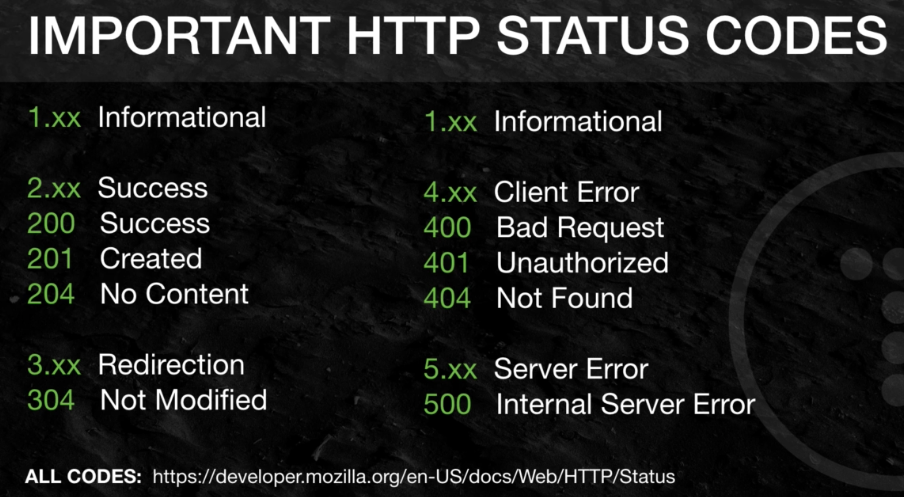 IMPORTANT HTTP STATUS CODES
1.xx Informational
2.xx Success
200 Success
201 Created
204 No Content
3.xx Redirection
304 Not Modified
1.xx Informational
4.xx Client Error
400 Bad Request
401 Unauthorized
404 Not Found
5.xx Server Error
500 Internal Server Error
ALL CODES: https://developer.mozilla.org/en-US/docs/Web/HTTP/Status